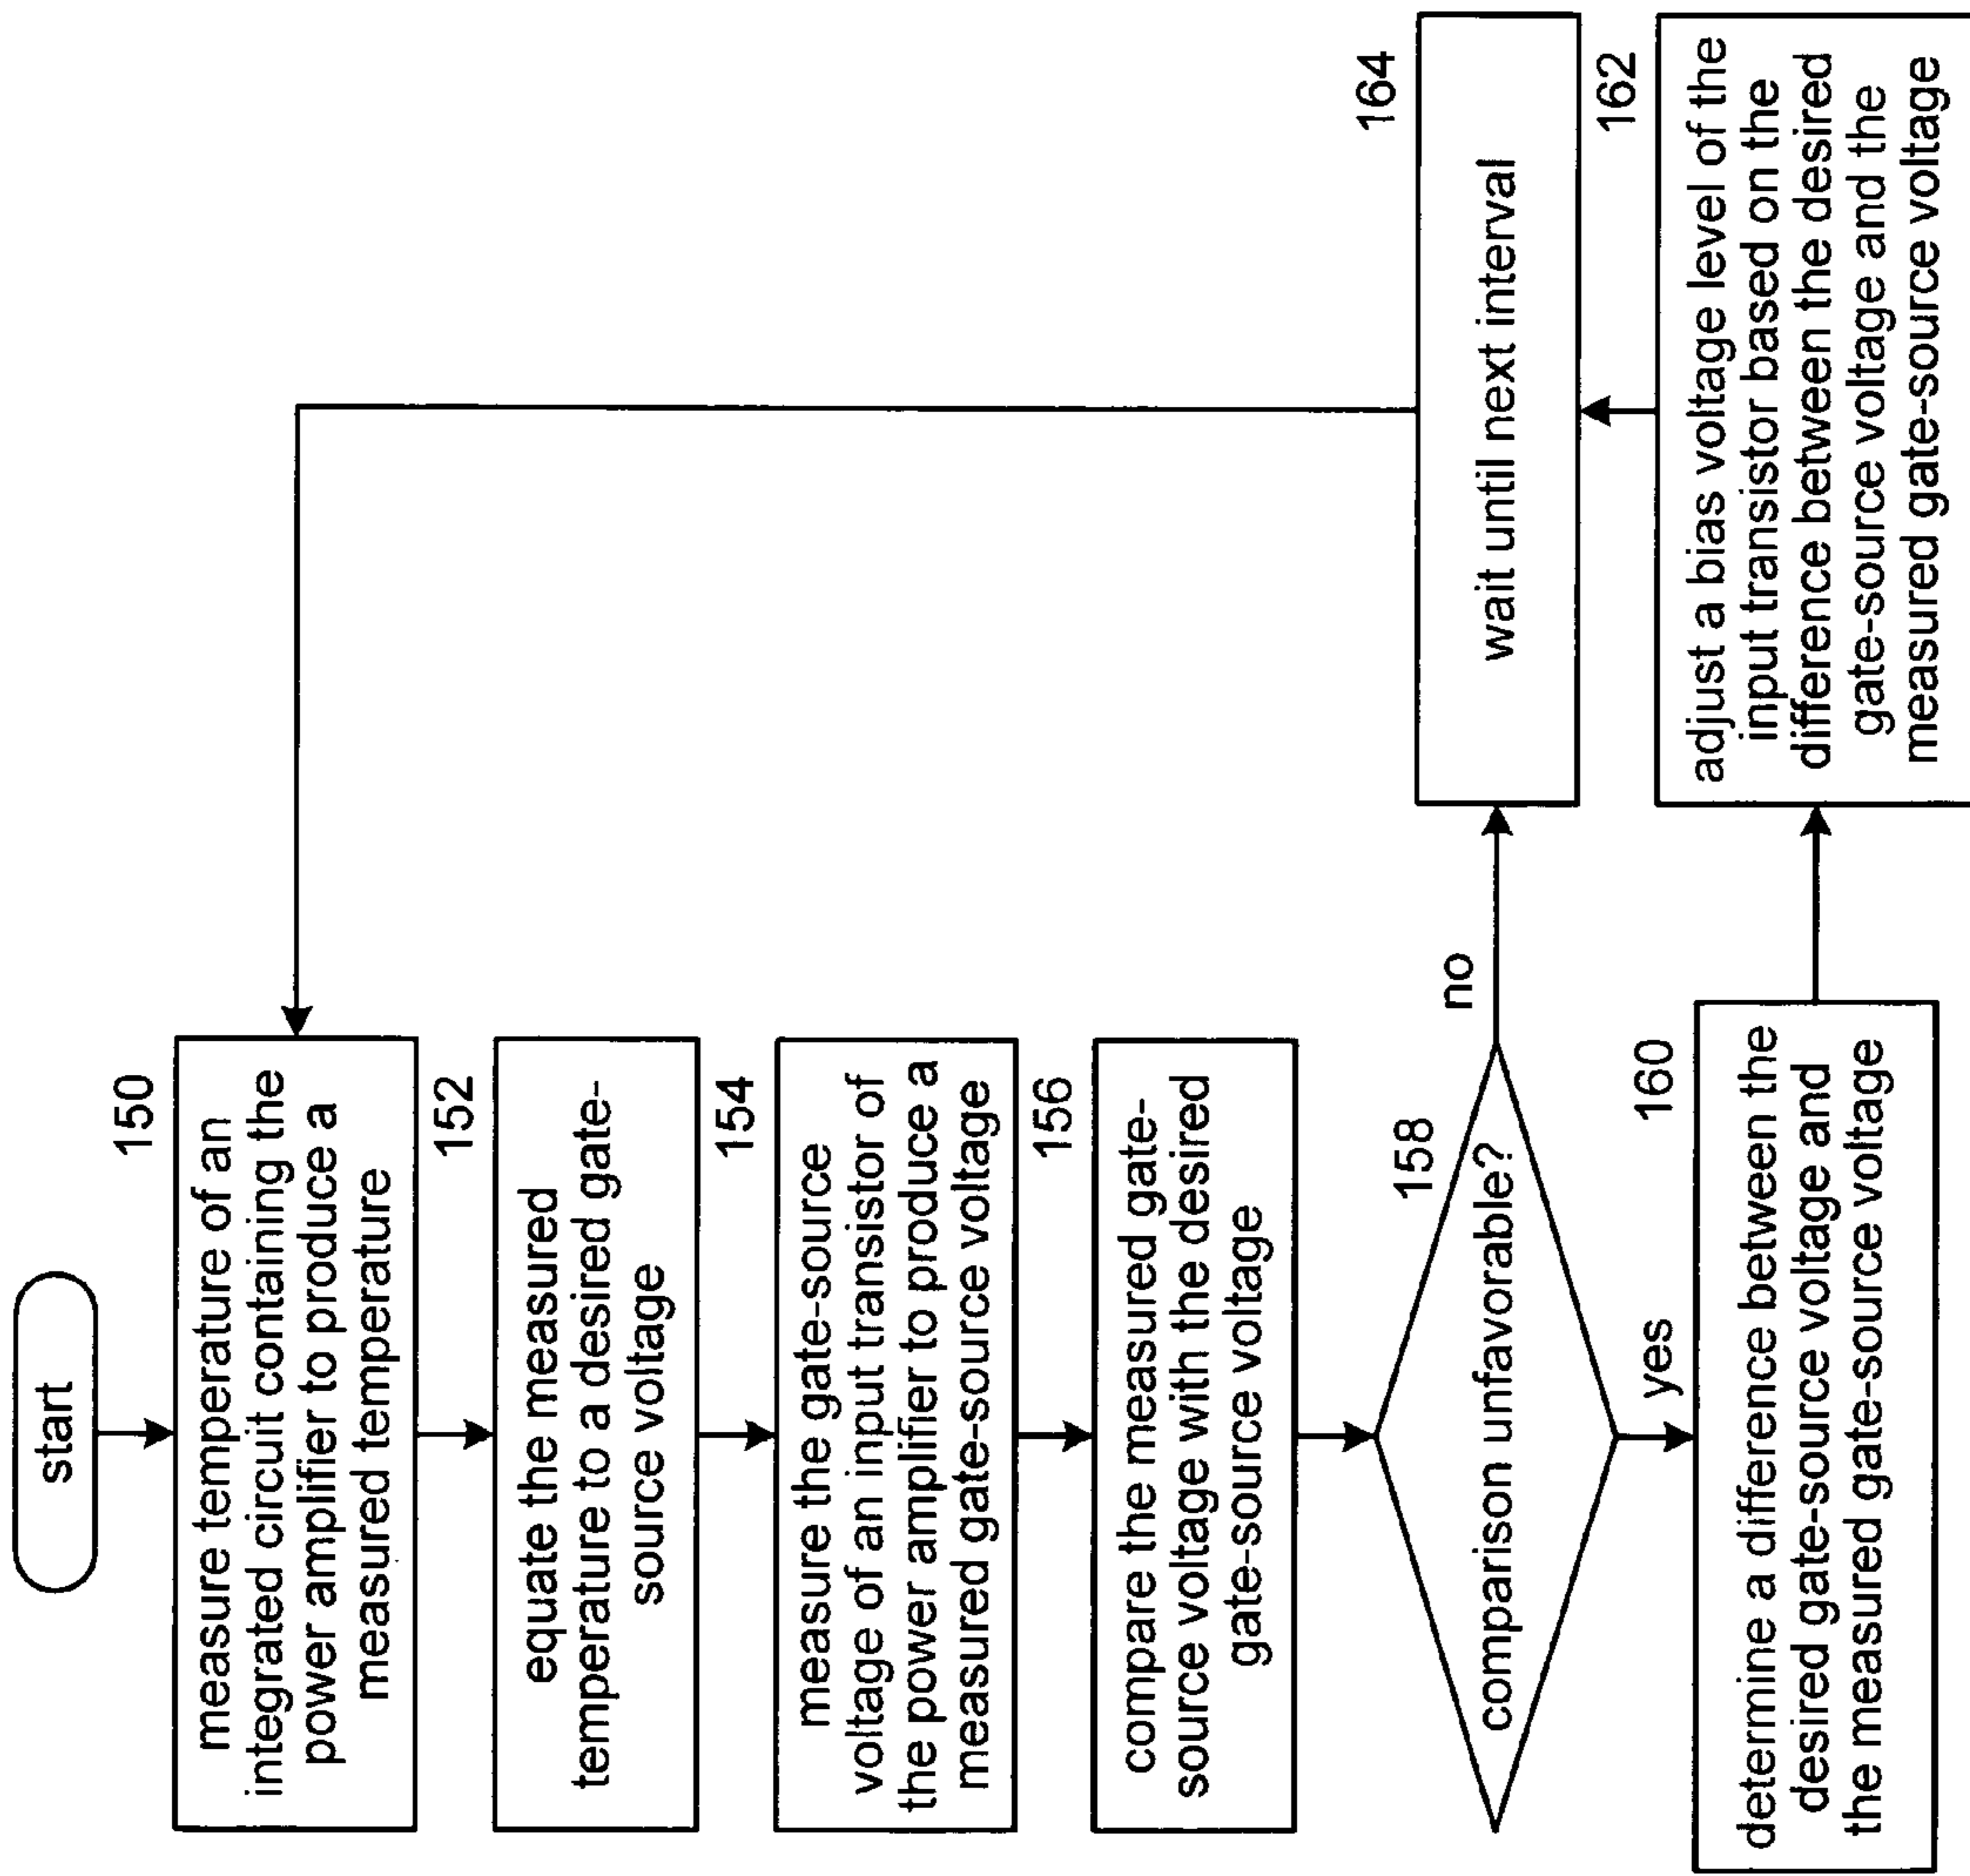 start
150
measure temperature of an
integrated circuit containing the
power amplifier to produce a
measured temperature
152
equate the measured
temperature to a desired gate-
source voltage
154
measure the gate-source
voltage of an input transistor of
the power amplifier to produce a
measured gate-source voltage
156
compare the measured gate-
source voltage with the desired
gate-source voltage
158
comparison unfavorable?
no
yes
160
determine a difference between the
desired gate-source voltage and
the measured gate-source voltage
164
wait until next interval
162
adjust a bias voltage level of the
input transistor based on the
difference between the desired
gate-source voltage and the
measured gate-source voltage